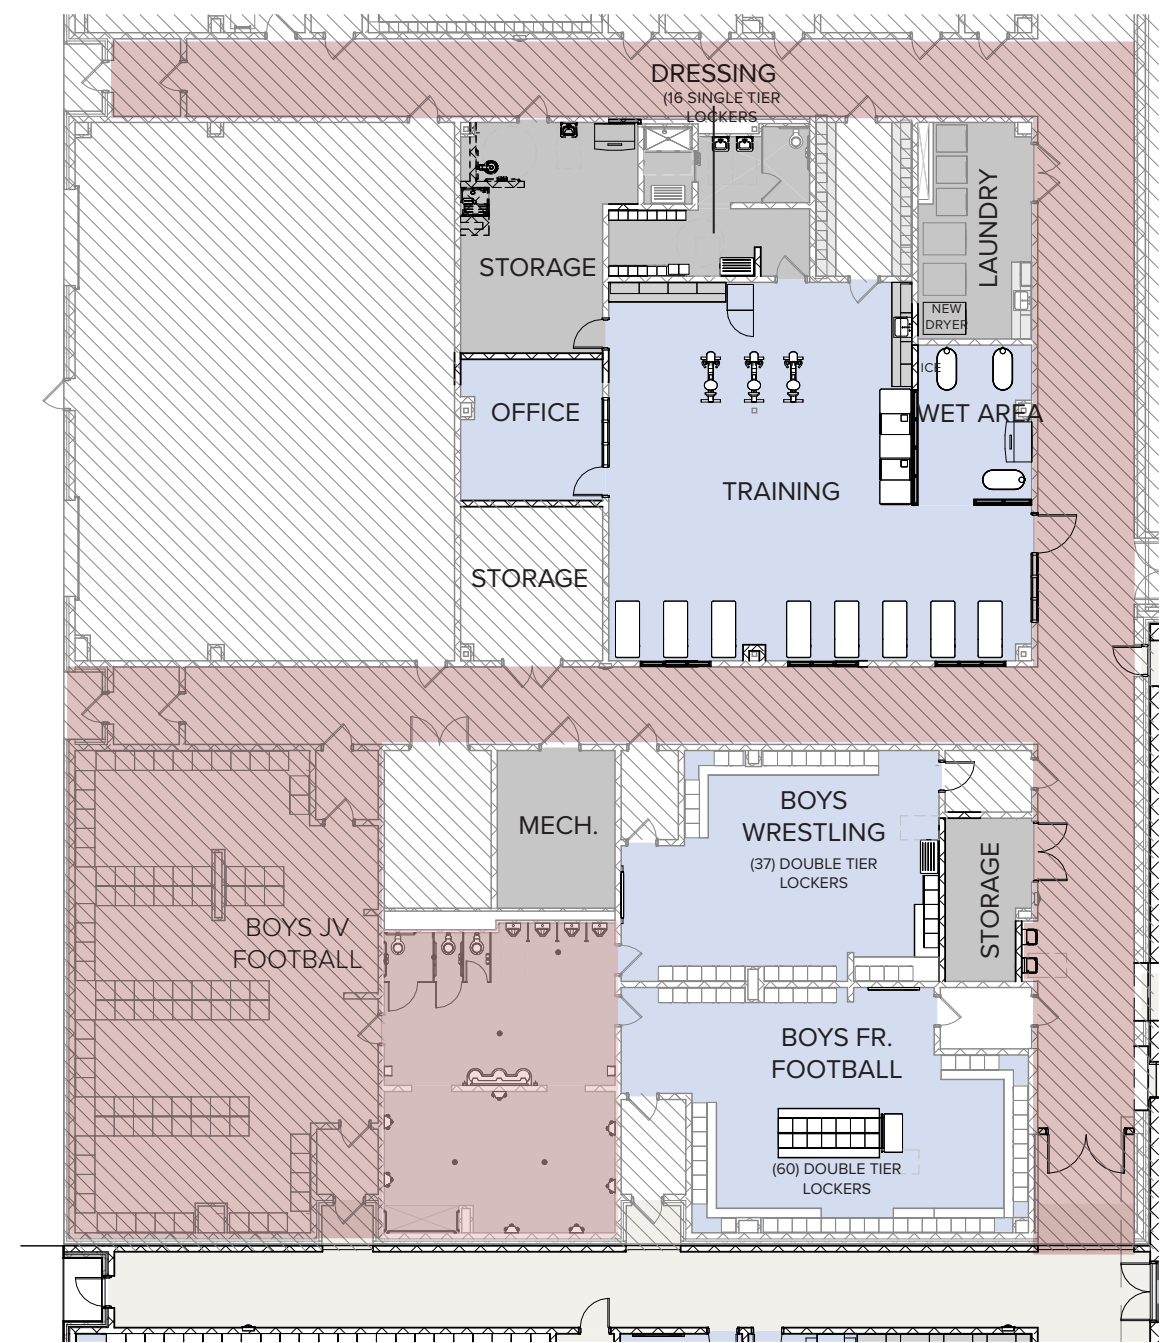 DRESSING
(16 SINGLE TIER
LOCKERS
STORAGE
LAUNDRY
NEW
DRYER
ICE
OFFICE
WET AREA
TRAINING
STORAGE
BOYS
WRESTLING
(37) DOUBLE TIER
LOCKERS
MECH.
STORAGE
BOYS JV
FOOTBALL
BOYS FR.
FOOTBALL
(60) DOUBLE TIER
LOCKERS